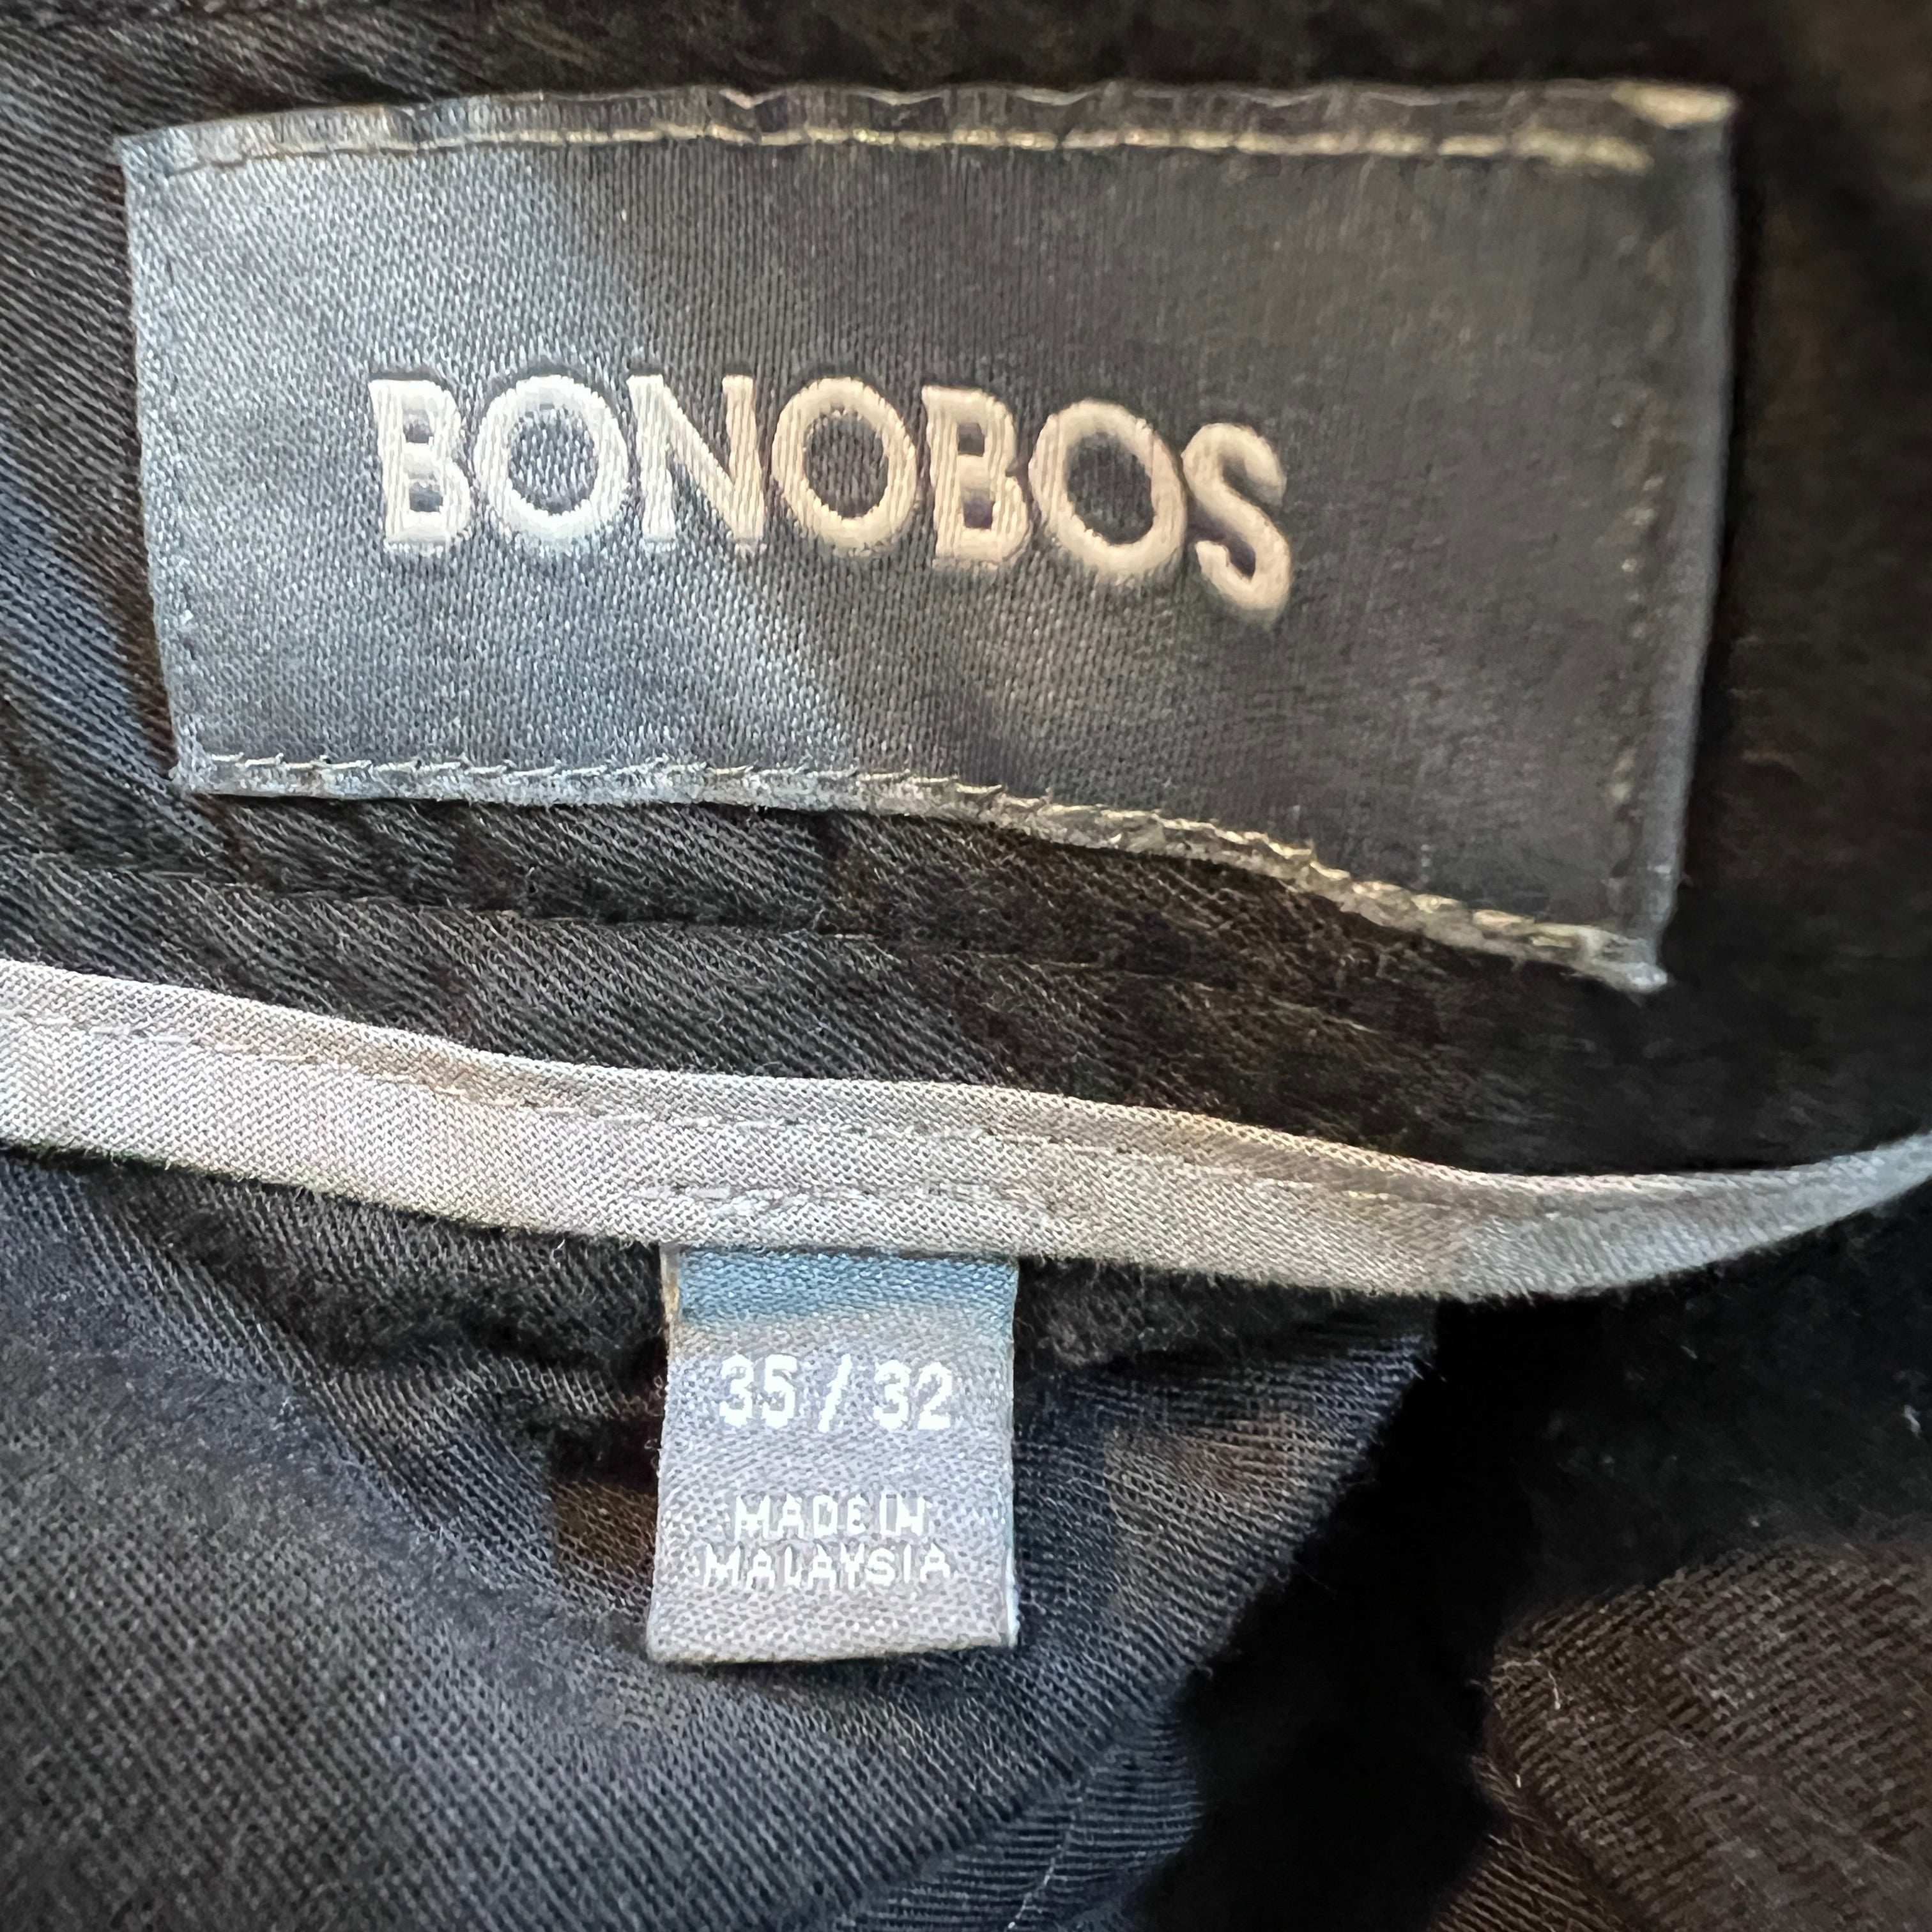 BONOBOS
35 / 32
MADE IN
MALAYSIA